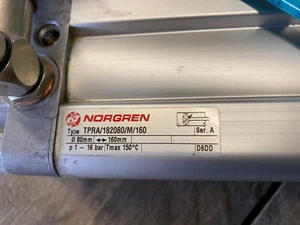 NORGREN
Type TPRA/182080/M/160 Ser. A
Ø 80mm ↔ 160mm
p 1 - 16 bar Tmax 150°C D6DD